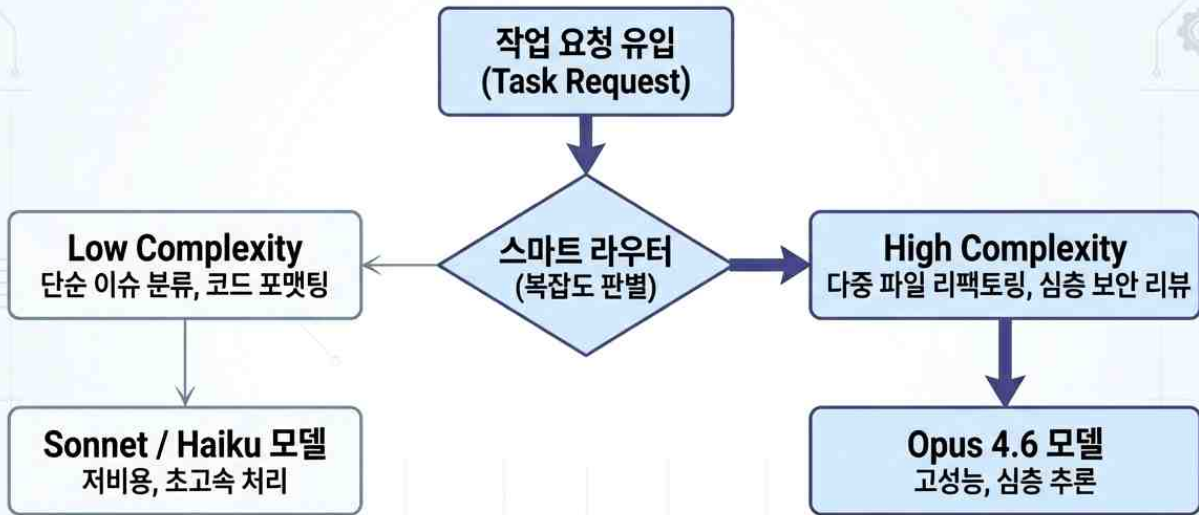 작업 요청 유입
(Task Request)
스마트 라우터
(복잡도 판별)
Low Complexity
단순 이슈 분류, 코드 포맷팅
High Complexity
다중 파일 리팩토링, 심층 보안 리뷰
Sonnet / Haiku 모델
저비용, 초고속 처리
Opus 4.6 모델
고성능, 심층 추론